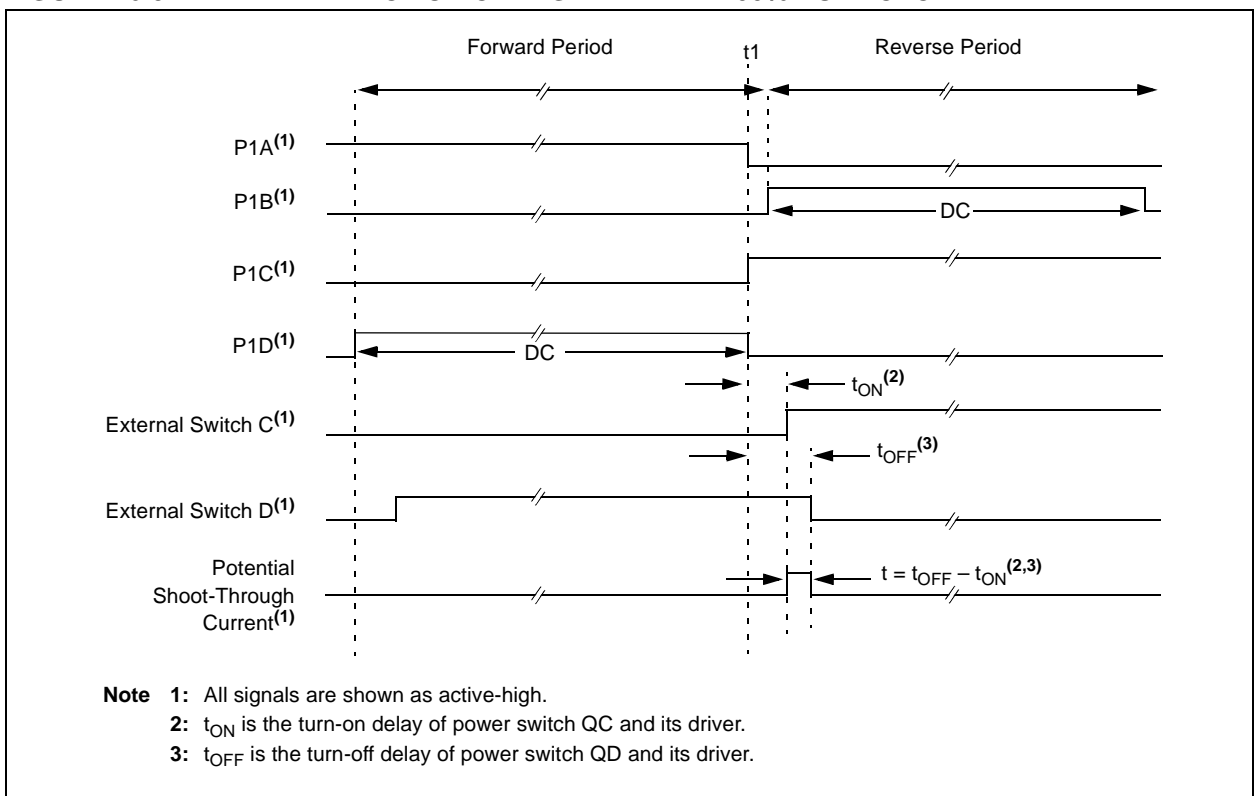 Forward Period
t1
Reverse Period
P1A(1)
P1B(1)
DC
P1C(1)
P1D(1)
DC
tON(2)
External Switch C(1)
tOFF(3)
External Switch D(1)
Potential
Shoot-Through
Current(1)
t = tOFF – tON(2,3)
Note 1: All signals are shown as active-high.
2: tON is the turn-on delay of power switch QC and its driver.
3: tOFF is the turn-off delay of power switch QD and its driver.